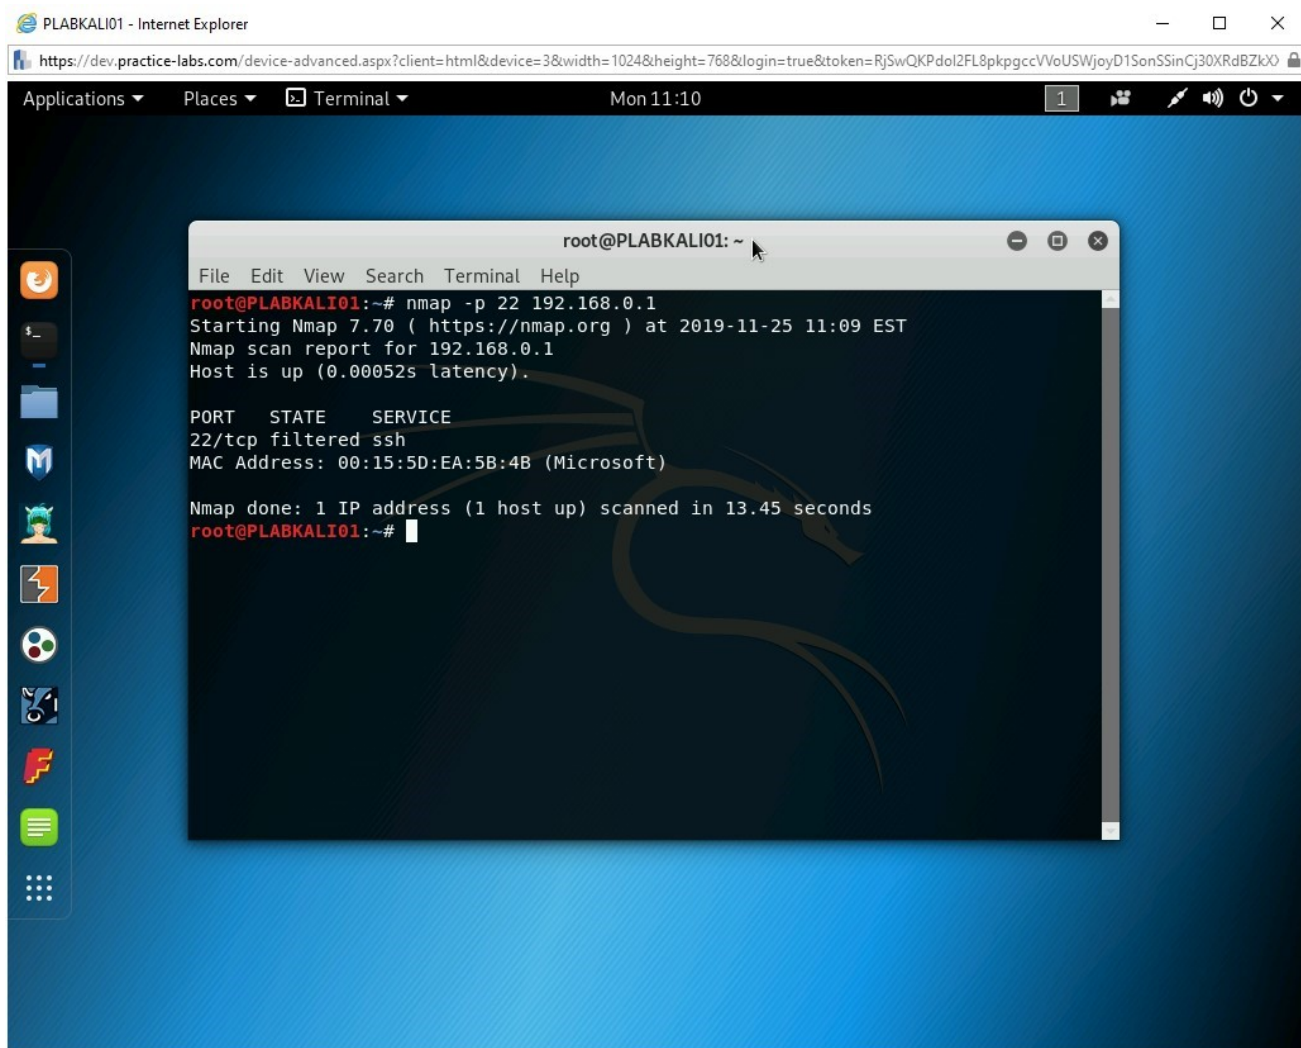 PLABKALI01 - Internet Explorer
https://dev.practice-labs.com/device-advanced.aspx?client=html&device=3&width=1024&height=768&login=true&token=RjSwQKPdoI2FL8pkpgccVVoUSWjoyD1SonSSinCj30XRdBZkX
Applications Places Terminal Mon 11:10 1
root@PLABKALI01: ~
File Edit View Search Terminal Help
root@PLABKALI01:~# nmap -p 22 192.168.0.1
Starting Nmap 7.70 ( https://nmap.org ) at 2019-11-25 11:09 EST
Nmap scan report for 192.168.0.1
Host is up (0.00052s latency).
PORT STATE SERVICE
22/tcp filtered ssh
MAC Address: 00:15:5D:EA:5B:4B (Microsoft)
Nmap done: 1 IP address (1 host up) scanned in 13.45 seconds
root@PLABKALI01:~#
$_